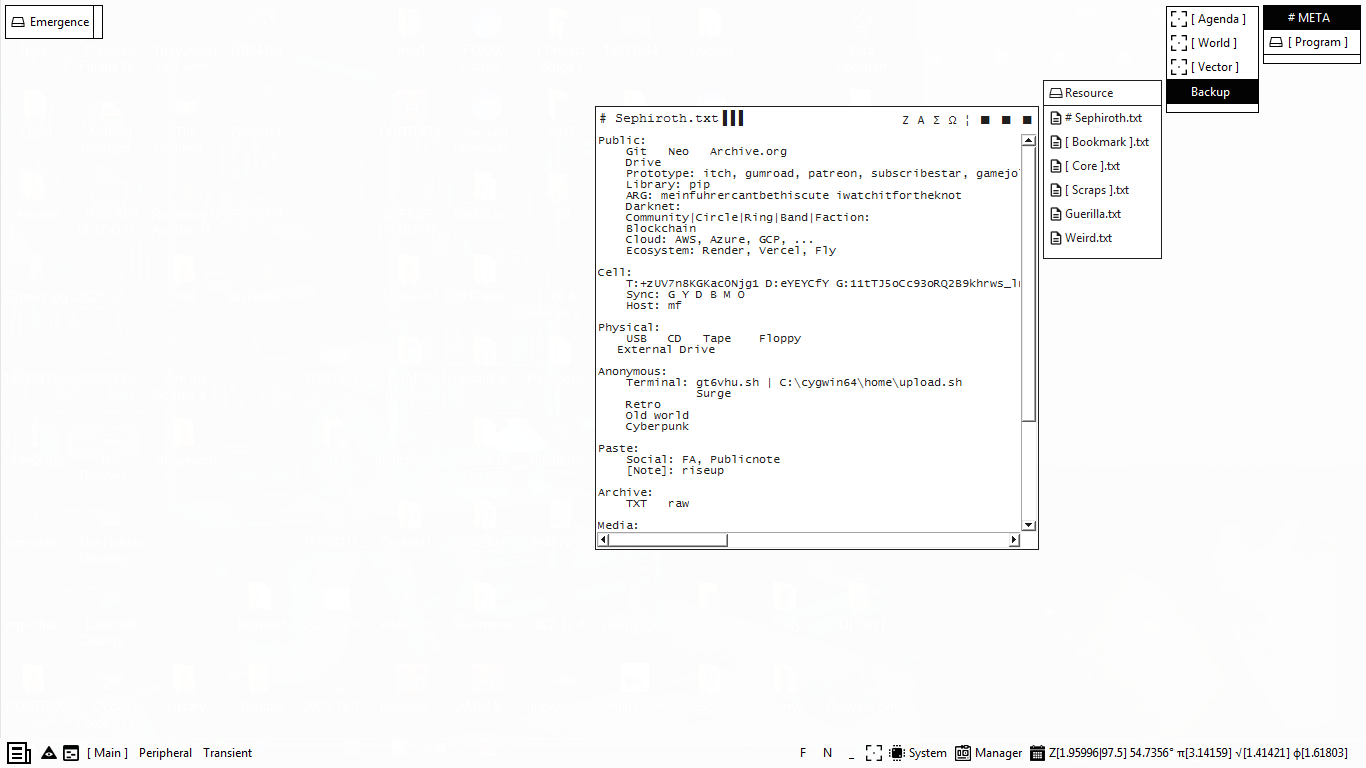 Emergence
[ Agenda ]
[ World ]
[ Vector ]
Backup
# META
[ Program ]
Resource
# Sephiroth.txt
[ Bookmark ].txt
[ Core ].txt
[ Scraps ].txt
Guerilla.txt
Weird.txt
# Sephiroth.txt
Z A Σ Ω ¦ ■ ■ ■
Public:
Git Neo Archive.org
Drive
Prototype: itch, gumroad, patreon, subscribestar, gamejo
Library: pip
ARG: meinfuhrercantbethiscute iwatchitfortheknot
Darknet:
Community|Circle|Ring|Band|Faction:
Blockchain
Cloud: AWS, Azure, GCP, ...
Ecosystem: Render, Vercel, Fly
Cell:
T:+zUV7n8KGKacONjg1 D:eYEYCfY G:11tTJ5oCc93oRQ2B9khrws_
Sync: G Y D B M O
Host: mf
Physical:
USB CD Tape Floppy
External Drive
Anonymous:
Terminal: gt6vhu.sh | C:\cygwin64\home\upload.sh
Surge
Retro
Old world
Cyberpunk
Paste:
Social: FA, Publicnote
[Note]: riseup
Archive:
TXT raw
Media:
[ Main ] Peripheral Transient
F N _ System Manager Z[1.95996|97.5] 54.7356° π[3.14159] √[1.41421] ϕ[1.61803]